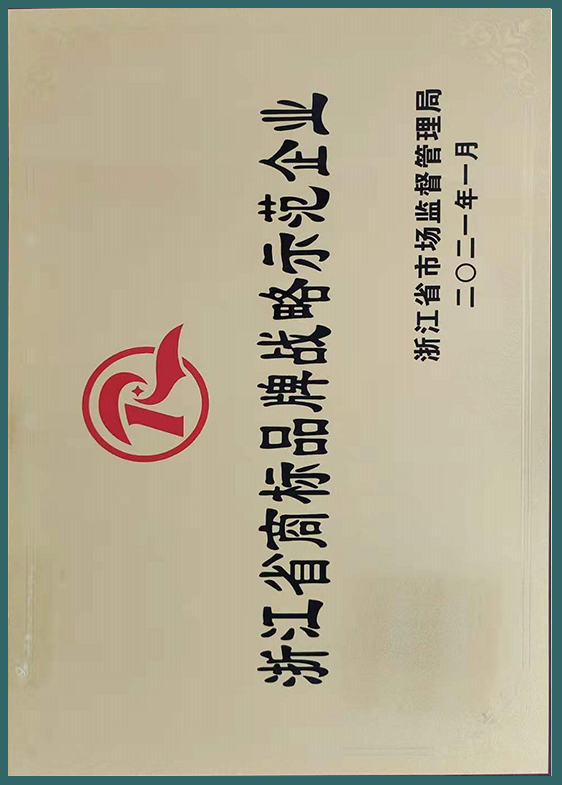 浙江省商标品牌战略示范企业
浙江省市场监督管理局
二〇二一年一月